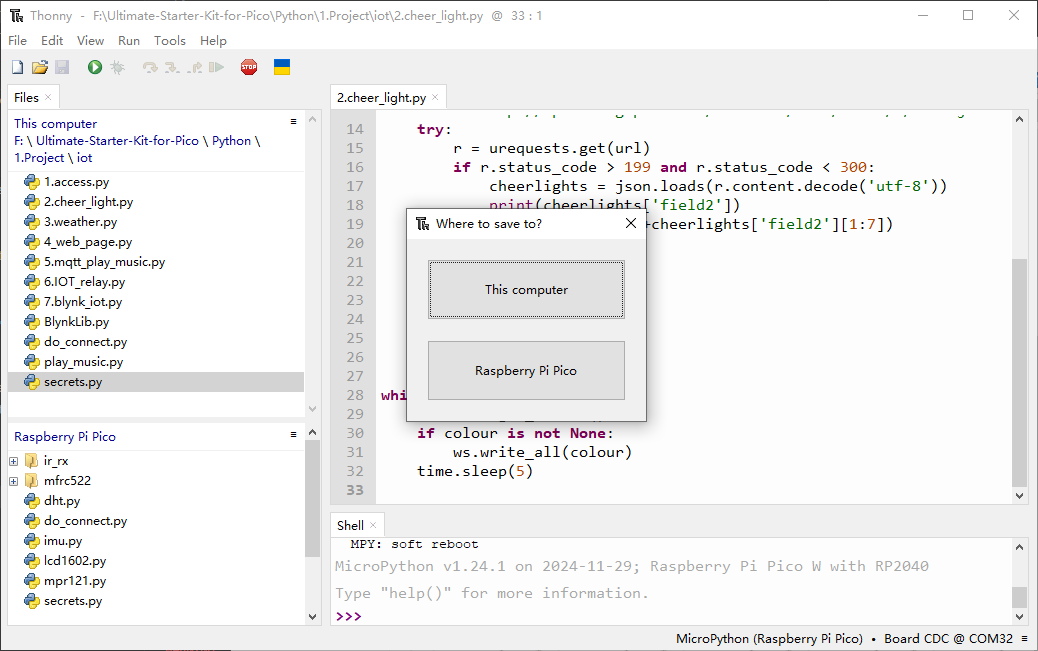 Thonny - F:\Ultimate-Starter-Kit-for-Pico\Python\1.Project\iot\2.cheer_light.py @ 33 : 1
File Edit View Run Tools Help
STOP
Files ×
This computer
F: \ Ultimate-Starter-Kit-for-Pico \ Python \
1.Project \ iot
1.access.py
2.cheer_light.py
3.weather.py
4_web_page.py
5.mqtt_play_music.py
6.IOT_relay.py
7.blynk_iot.py
BlynkLib.py
do_connect.py
play_music.py
secrets.py
Raspberry Pi Pico
ir_rx
mfrc522
dht.py
do_connect.py
imu.py
lcd1602.py
mpr121.py
secrets.py
2.cheer_light.py ×
14 try:
15 r = urequests.get(url)
16 if r.status_code > 199 and r.status_code < 300:
17 cheerlights = json.loads(r.content.decode('utf-8'))
18 print(cheerlights['field2'])
19 +cheerlights['field2'][1:7])
20
21
22
23
24
25
26
27
28 whi
29
30 if colour is not None:
31 ws.write_all(colour)
32 time.sleep(5)
33
Where to save to?
This computer
Raspberry Pi Pico
Shell ×
MPY: soft reboot
MicroPython v1.24.1 on 2024-11-29; Raspberry Pi Pico W with RP2040
Type "help()" for more information.
>>>
MicroPython (Raspberry Pi Pico) • Board CDC @ COM32 ≡